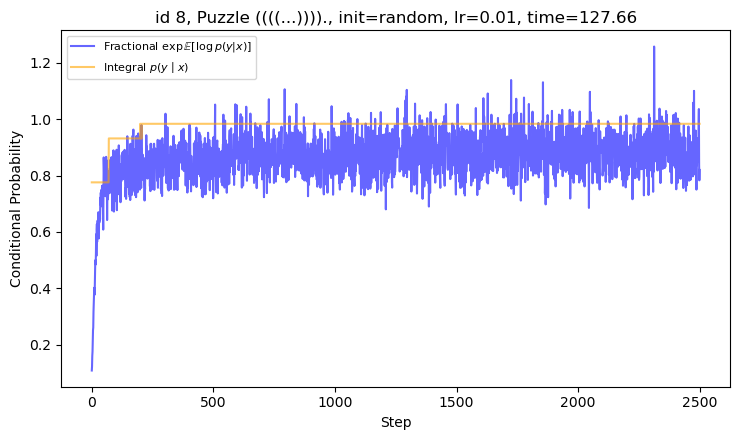 id 8, Puzzle ((((...))))., init=random, lr=0.01, time=127.66
Fractional exp𝔼[log p(y|x)]
Integral p(y | x)
Conditional Probability
1.2
1.0
0.8
0.6
0.4
0.2
0 500 1000 1500 2000 2500
Step